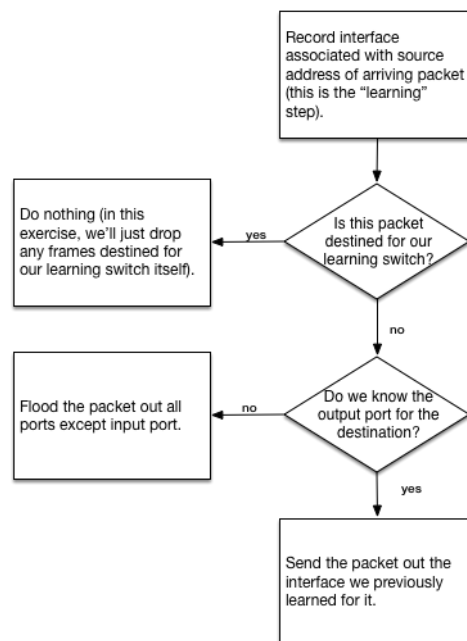 Record interface
associated with source
address of arriving packet
(this is the “learning”
step).
Do nothing (in this
exercise, we’ll just drop
any frames destined for
our learning switch itself).
yes
Is this packet
destined for our
learning switch?
no
Flood the packet out all
ports except input port.
no
Do we know the
output port for the
destination?
yes
Send the packet out the
interface we previously
learned for it.